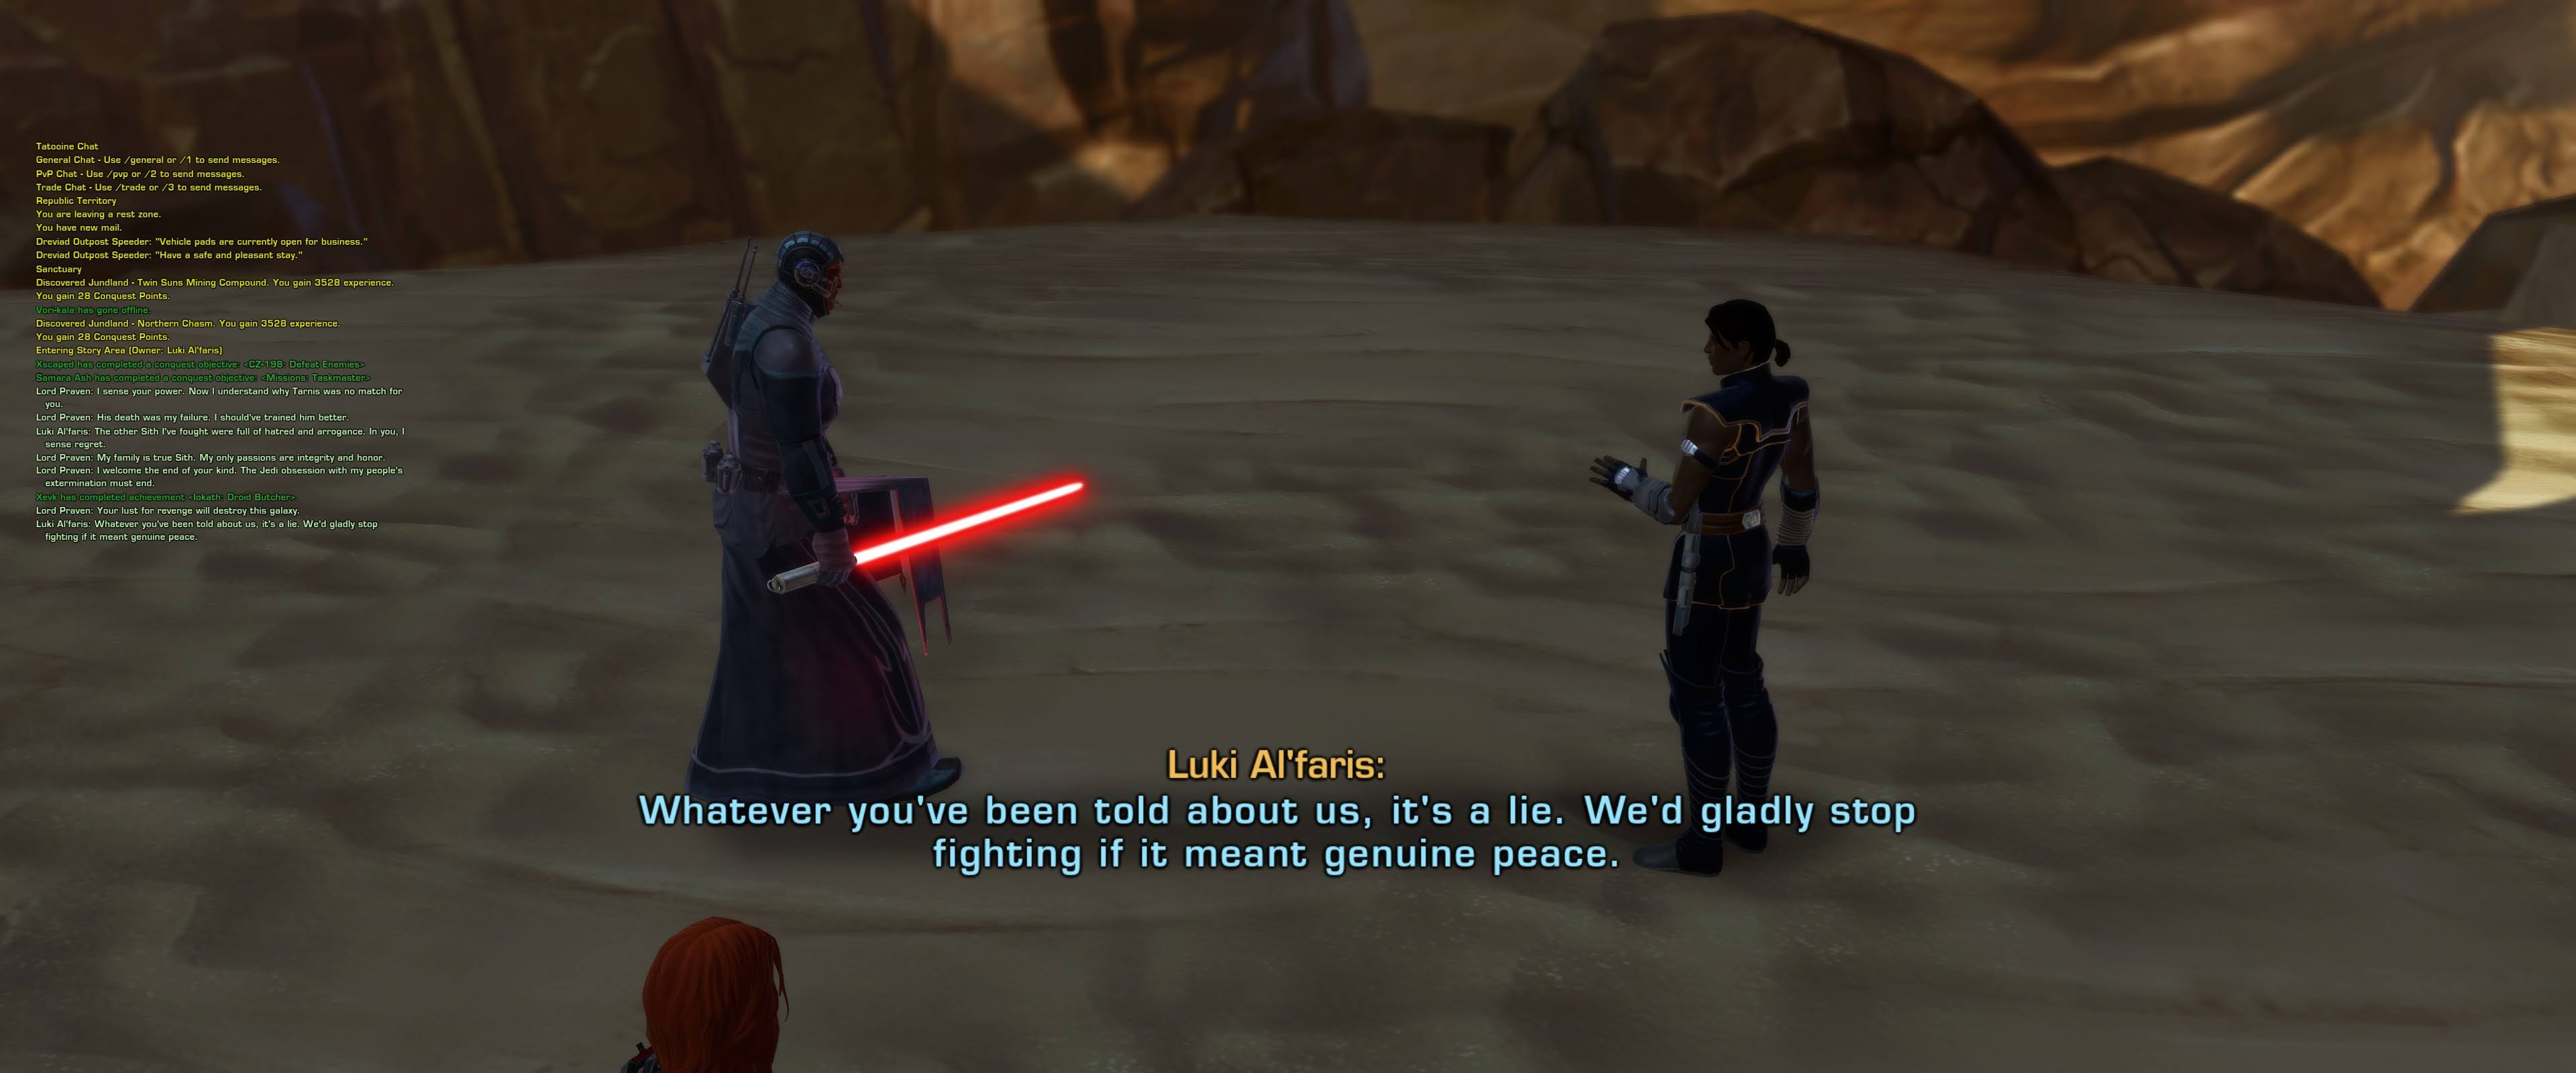 Tatooine Chat
General Chat - Use /general or /1 to send messages.
PvP Chat - Use /pvp or /2 to send messages.
Trade Chat - Use /trade or /3 to send messages.
Republic Territory
You are leaving a rest zone.
You have new mail.
Dreviad Outpost Speeder: "Vehicle pads are currently open for business."
Dreviad Outpost Speeder: "Have a safe and pleasant stay."
Sanctuary
Discovered Jundland - Twin Suns Mining Compound. You gain 3528 experience.
You gain 28 Conquest Points.
Vori-kala has gone offline.
Discovered Jundland - Northern Chasm. You gain 3528 experience.
You gain 28 Conquest Points.
Entering Story Area (Owner: Luki Al'faris)
Xscaped has completed a conquest objective: <CZ-198: Defeat Enemies>
Samara Ash has completed a conquest objective: <Missions: Taskmaster>
Lord Praven: I sense your power. Now I understand why Tarnis was no match for
you.
Lord Praven: His death was my failure. I should've trained him better.
Luki Al'faris: The other Sith I've fought were full of hatred and arrogance. In you, I
sense regret.
Lord Praven: My family is true Sith. My only passions are integrity and honor.
Lord Praven: I welcome the end of your kind. The Jedi obsession with my people's
extermination must end.
Xevk has completed achievement <Iokath: Droid Butcher>
Lord Praven: Your lust for revenge will destroy this galaxy.
Luki Al'faris: Whatever you've been told about us, it's a lie. We'd gladly stop
fighting if it meant genuine peace.
Luki Al'faris:
Whatever you've been told about us, it's a lie. We'd gladly stop
fighting if it meant genuine peace.